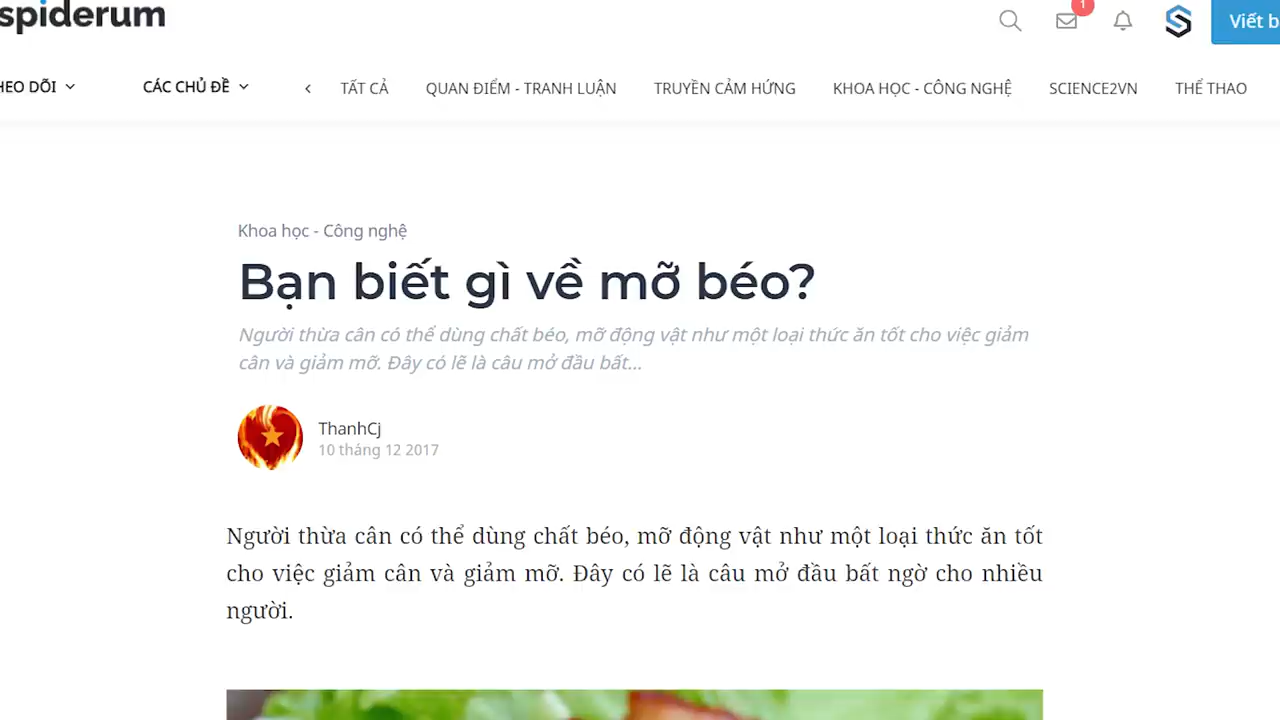 spiderum
1
Viết b
HEO DÕI
CÁC CHỦ ĐỀ
TẤT CẢ
QUAN ĐIỂM - TRANH LUẬN
TRUYỀN CẢM HỨNG
KHOA HỌC - CÔNG NGHỆ
SCIENCE2VN
THỂ THAO
Khoa học - Công nghệ
Bạn biết gì về mỡ béo?
Người thừa cân có thể dùng chất béo, mỡ động vật như một loại thức ăn tốt cho việc giảm
cân và giảm mỡ. Đây có lẽ là câu mở đầu bất...
ThanhCj
10 tháng 12 2017
Người thừa cân có thể dùng chất béo, mỡ động vật như một loại thức ăn tốt
cho việc giảm cân và giảm mỡ. Đây có lẽ là câu mở đầu bất ngờ cho nhiều
người.